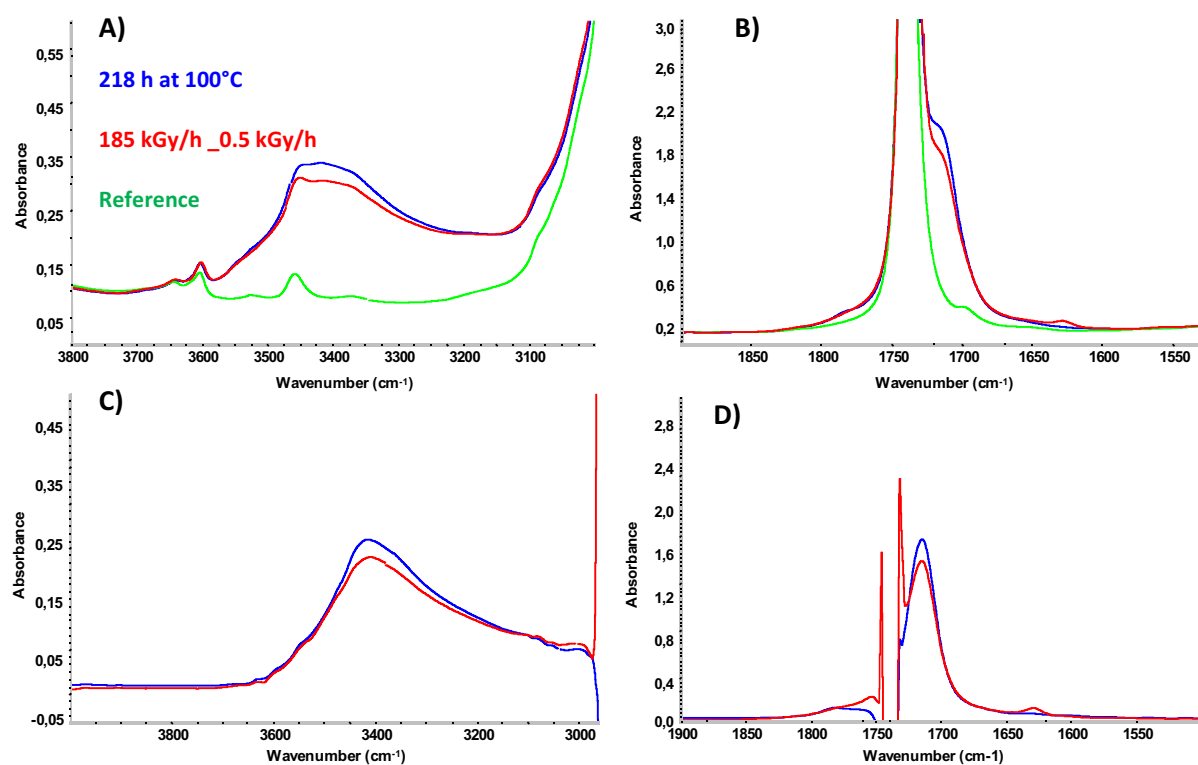 A)
218 h at 100°C
185 kGy/h _0.5 kGy/h
Reference
Absorbance
0,55
0,45
0,35
0,25
0,15
0,05
3800 3600 3500 3400 3300 3200 3100
Wavenumber (cm-1)
B)
Absorbance
3,0
2,6
2,2
1,8
1,4
1,0
0,6
0,2
1850 1800 1750 1700 1650 1600 1550
Wavenumber (cm-1)
C)
Absorbance
0,45
0,35
0,25
0,15
0,05
-0,05
3800 3600 3400 3200 3000
Wavenumber (cm-1)
D)
Absorbance
2,8
2,4
2,0
1,6
1,2
0,8
0,4
0,0
1900 1850 1800 1750 1700 1650 1600 1550
Wavenumber (cm-1)